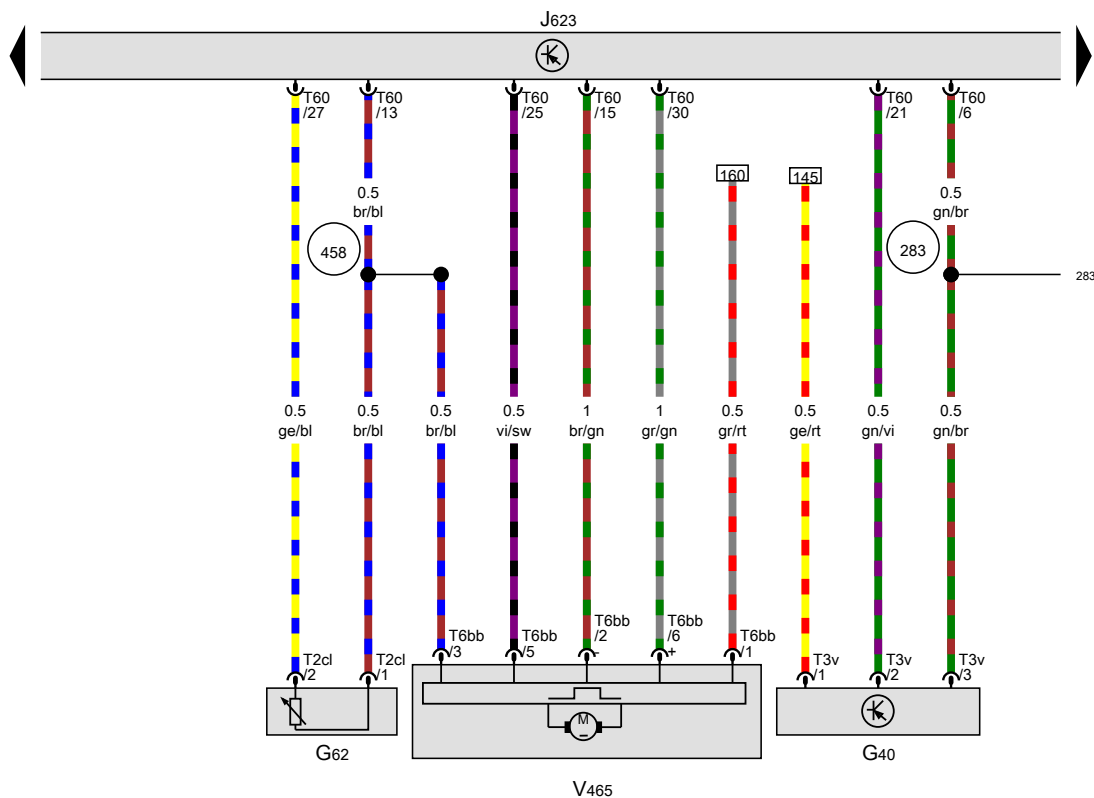 J623
T60 T60 T60 T60 T60 T60 T60
/27 /13 /25 /15 /30 /21 /6
160 145
0.5 0.5
br/bl gn/br
458 283
283
0.5 0.5 0.5 0.5 1 1 0.5 0.5 0.5 0.5
ge/bl br/bl br/bl vi/sw br/gn gr/gn gr/rt ge/rt gn/vi gn/br
T6bb T6bb T6bb T6bb T6bb
/3 /5 /2 /6 /1
- +
T2cl T2cl T3v T3v T3v
/2 /1 /1 /2 /3
M
G62 G40
V465